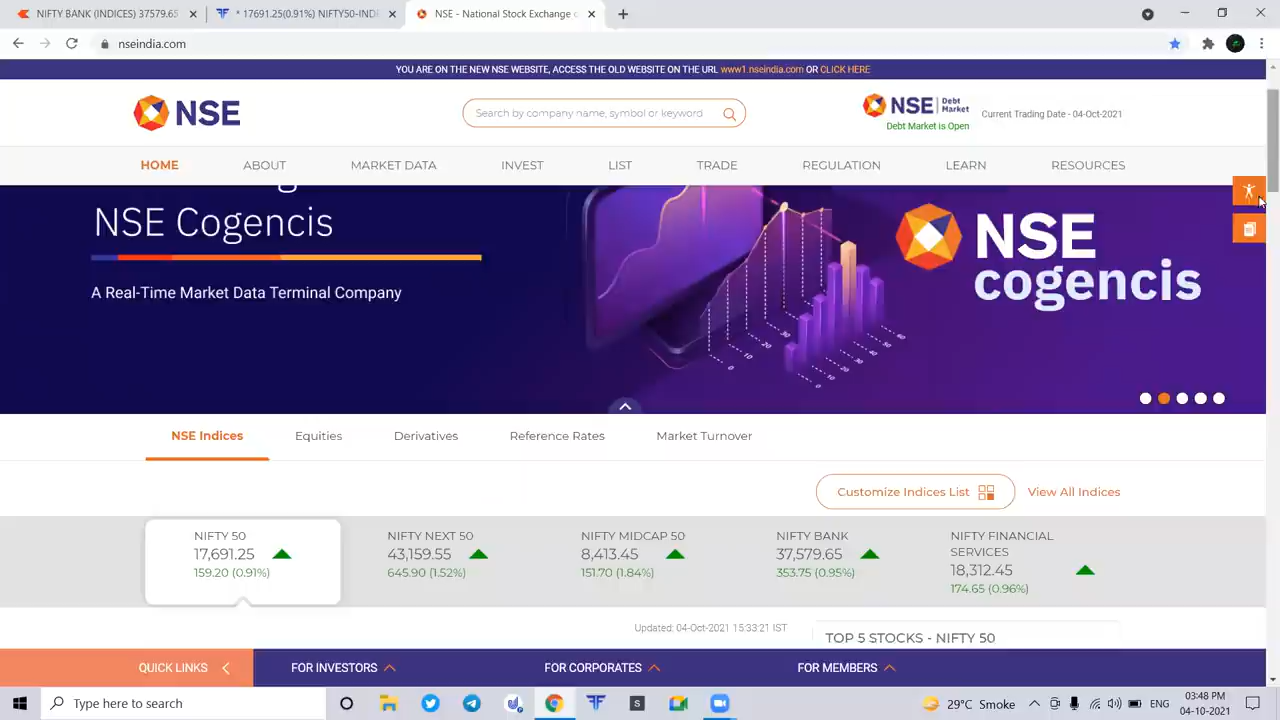 NIFTY BANK (INDICES) 37579.65
* 17691.25(0.91%) NIFTY50-IND
NSE - National Stock Exchange
nseindia.com
YOU ARE ON THE NEW NSE WEBSITE, ACCESS THE OLD WEBSITE ON THE URL www1.nseindia.com OR CLICK HERE
NSE
Search by company name, symbol or keyword
NSE Debt Market
Debt Market is Open
Current Trading Date - 04-Oct-2021
HOME ABOUT MARKET DATA INVEST LIST TRADE REGULATION LEARN RESOURCES
NSE Cogencis
A Real-Time Market Data Terminal Company
NSE
cogencis
NSE Indices Equities Derivatives Reference Rates Market Turnover
Customize Indices List View All Indices
NIFTY 50
17,691.25
159.20 (0.91%)
NIFTY NEXT 50
43,159.55
645.90 (1.52%)
NIFTY MIDCAP 50
8,413.45
151.70 (1.84%)
NIFTY BANK
37,579.65
353.75 (0.95%)
NIFTY FINANCIAL
SERVICES
18,312.45
174.65 (0.96%)
Updated: 04-Oct-2021 15:33:21 IST
TOP 5 STOCKS - NIFTY 50
QUICK LINKS FOR INVESTORS FOR CORPORATES FOR MEMBERS
Type here to search
29°C Smoke
ENG
03:48 PM
04-10-2021